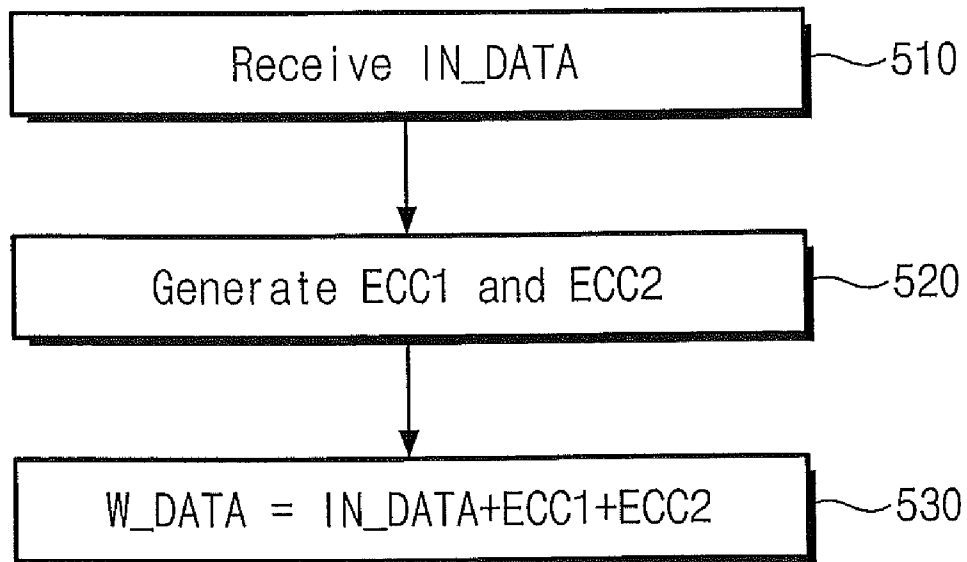 Receive IN_DATA
510
Generate ECC1 and ECC2
520
W_DATA = IN_DATA+ECC1+ECC2
530